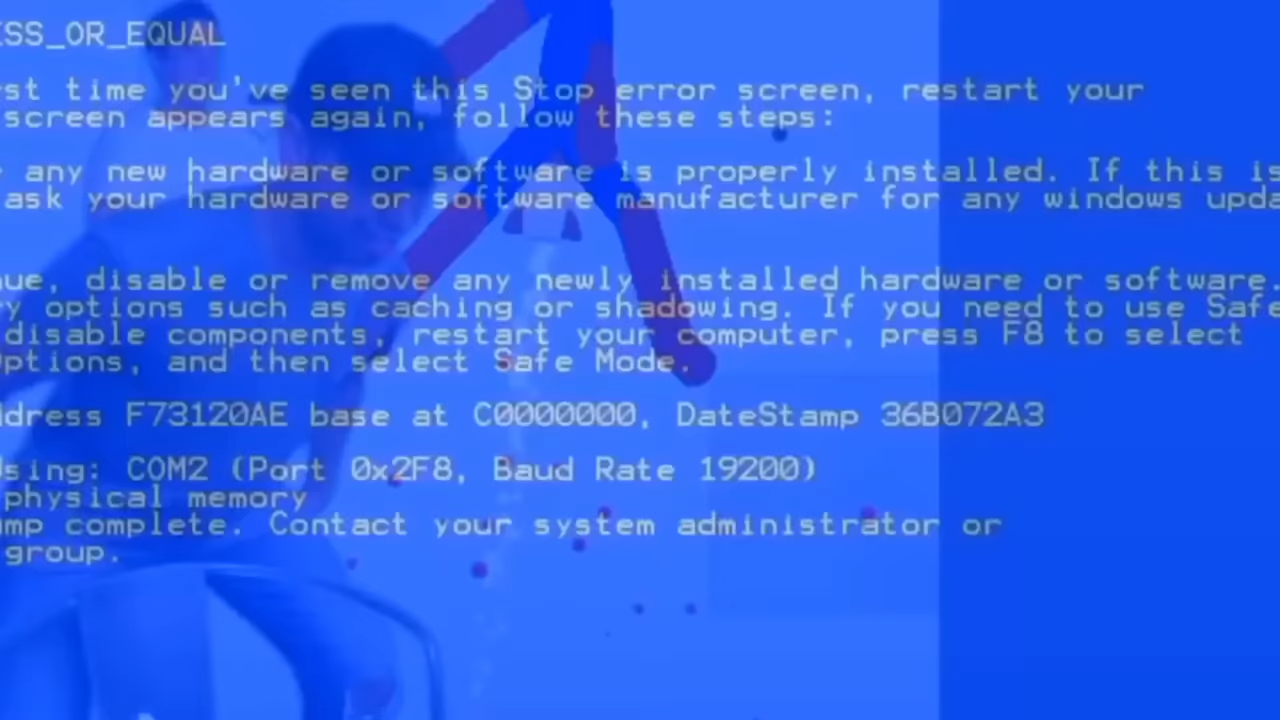 SS_OR_EQUAL
st time you've seen this Stop error screen, restart your
screen appears again, follow these steps:
any new hardware or software is properly installed. If this is
ask your hardware or software manufacturer for any windows upda
ue, disable or remove any newly installed hardware or software.
y options such as caching or shadowing. If you need to use Safe
disable components, restart your computer, press F8 to select
ptions, and then select Safe Mode.
ddress F73120AE base at C0000000, DateStamp 36B072A3
Using: COM2 (Port 0x2F8, Baud Rate 19200)
physical memory
ump complete. Contact your system administrator or
group.